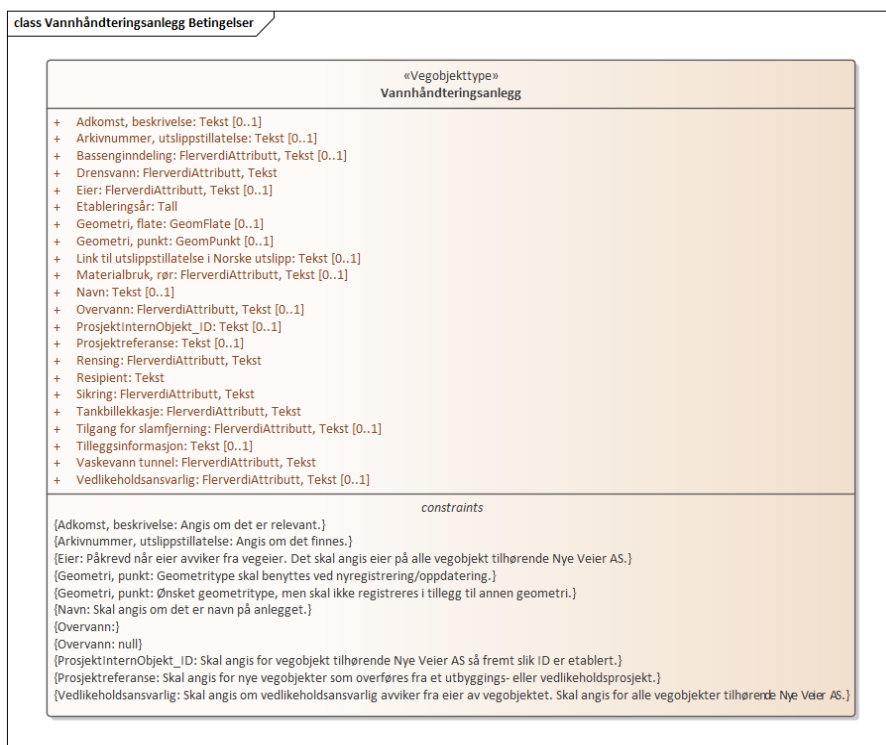 class Vannhåndteringsanlegg Betingelser
«Vegobjekttype»
Vannhåndteringsanlegg
+ Adkomst, beskrivelse: Tekst [0..1]
+ Arkivnummer, utslippstillatelse: Tekst [0..1]
+ Bassenginndeling: FlerverdiAttributt, Tekst [0..1]
+ Drensvann: FlerverdiAttributt, Tekst
+ Eier: FlerverdiAttributt, Tekst [0..1]
+ Etableringsår: Tall
+ Geometri, flate: GeomFlate [0..1]
+ Geometri, punkt: GeomPunkt [0..1]
+ Link til utslippstillatelse i Norske utslipp: Tekst [0..1]
+ Materialbruk, rør: FlerverdiAttributt, Tekst [0..1]
+ Navn: Tekst [0..1]
+ Overvann: FlerverdiAttributt, Tekst [0..1]
+ ProsjektInternObjekt_ID: Tekst [0..1]
+ Prosjektreferanse: Tekst [0..1]
+ Rensing: FlerverdiAttributt, Tekst
+ Resipient: Tekst
+ Sikring: FlerverdiAttributt, Tekst
+ Tankbillekkasje: FlerverdiAttributt, Tekst
+ Tilgang for slamfjerning: FlerverdiAttributt, Tekst [0..1]
+ Tilleggsinformasjon: Tekst [0..1]
+ Vaskevann tunnel: FlerverdiAttributt, Tekst
+ Vedlikeholdsansvarlig: FlerverdiAttributt, Tekst [0..1]
constraints
{Adkomst, beskrivelse: Angis om det er relevant.}
{Arkivnummer, utslippstillatelse: Angis om det finnes.}
{Eier: Påkrevd når eier avviker fra vegeier. Det skal angis eier på alle vegobjekt tilhørende Nye Veier AS.}
{Geometri, punkt: Geometritype skal benyttes ved nyregistrering/oppdatering.}
{Geometri, punkt: Ønsket geometritype, men skal ikke registreres i tillegg til annen geometri.}
{Navn: Skal angis om det er navn på anlegget.}
{Overvann:}
{Overvann: null}
{ProsjektInternObjekt_ID: Skal angis for vegobjekt tilhørende Nye Veier AS så fremt slik ID er etablert.}
{Prosjektreferanse: Skal angis for nye vegobjekter som overføres fra et utbyggings- eller vedlikeholdsprosjekt.}
{Vedlikeholdsansvarlig: Skal angis om vedlikeholdsansvarlig avviker fra eier av vegobjektet. Skal angis for alle vegobjekter tilhørende Nye Veier AS.}